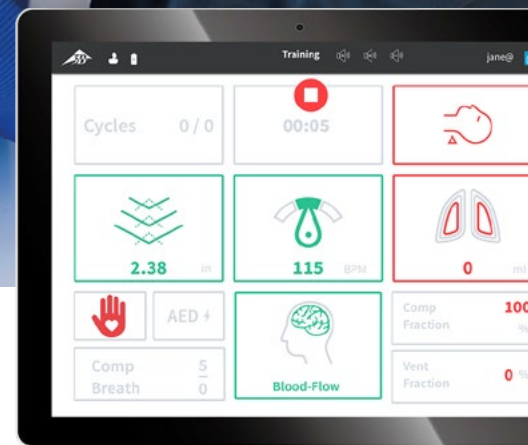 Training
jane@
Cycles 0 / 0
00:05
2.38 in
115 BPM
0 ml
AED
Comp Fraction 100 %
Comp 5
Breath 0
Blood-Flow
Vent Fraction 0 %